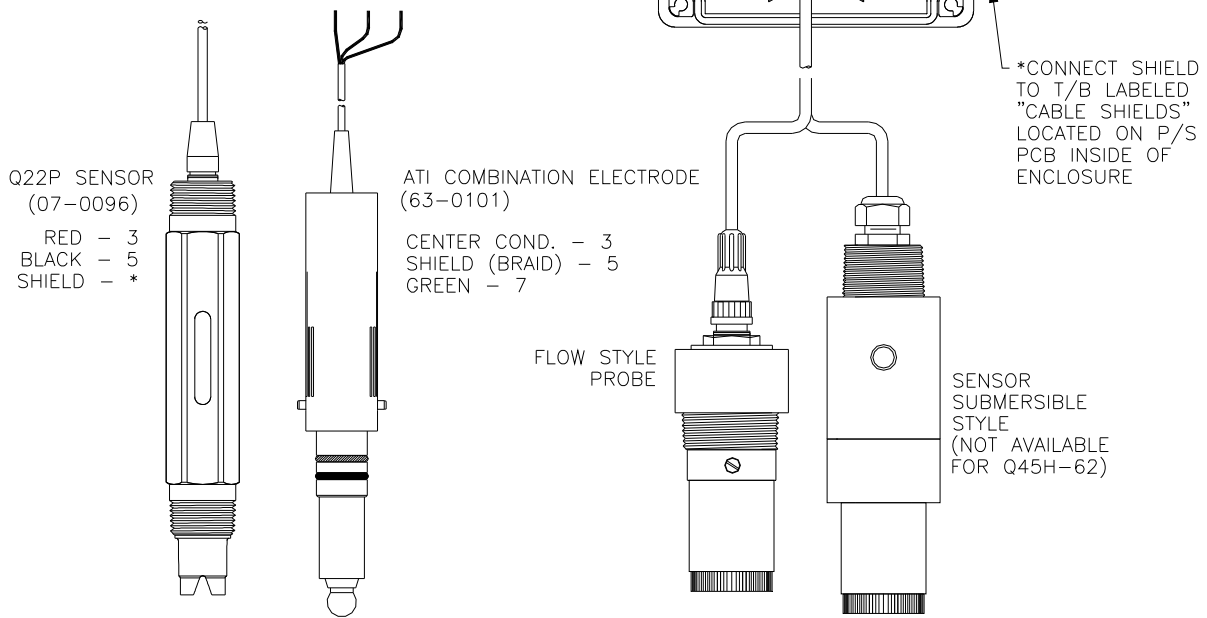 *CONNECT SHIELD
TO T/B LABELED
"CABLE SHIELDS"
LOCATED ON P/S
PCB INSIDE OF
ENCLOSURE
Q22P SENSOR
(07-0096)
RED - 3
BLACK - 5
SHIELD - *
ATI COMBINATION ELECTRODE
(63-0101)
CENTER COND. - 3
SHIELD (BRAID) - 5
GREEN - 7
FLOW STYLE
PROBE
SENSOR
SUBMERSIBLE
STYLE
(NOT AVAILABLE
FOR Q45H-62)